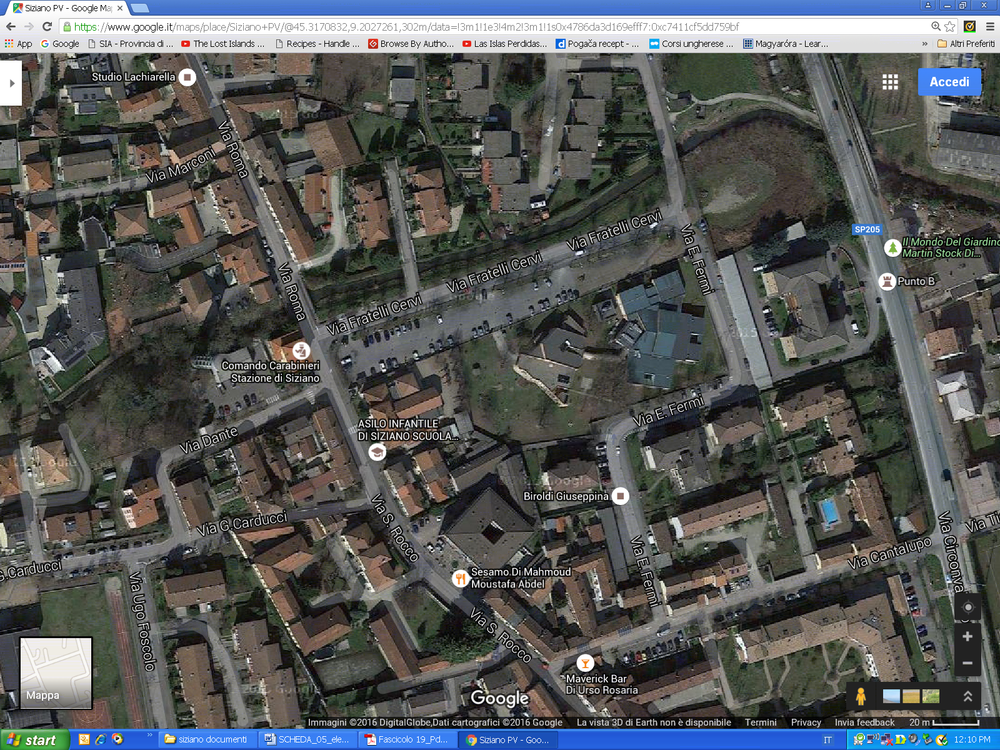 Siziano PV - Google Ma
https://www.google.it/maps/place/Siziano+PV/@45.3170832,9.2027261,302m/data=!3m1!1e3!4m2!3m1!1s0x4786da3d169efff7:0xc7411cf5dd759bf
App Google SIA - Provincia di ... The Lost Islands ... Recipes - Handle ... Browse By Autho... Las Islas Perdidas... Pogača recept - ... Corsi ungherese ... Magyaróra - Lear... » Altri Preferiti
Studio Lachiarella
Accedi
Via Roma
Via Marconi
Via Fratelli Cervi
Via E. Fermi
SP205
Il Mondo Del Giardino
Martin Stock Di...
Via Fratelli Cervi
Via Roma
Punto B
Via Fratelli Cervi
Comando Carabinieri
Stazione di Siziano
Via E. Fermi
ASILO INFANTILE
DI SIZIANO SCUOLA...
Via Dante
Biroldi Giuseppina
Via G.Carducci
Via S. Rocco
Via Cironva
Via Ti
Via Cantalupo
G.Carducci
Via E. Fermi
Sesamo Di Mahmoud
Moustafa Abdel
Via Ugo Foscolo
Via S. Rocco
Maverick Bar
Di Urso Rosaria
Mappa
Google
Immagini ©2016 DigitalGlobe,Dati cartografici ©2016 Google La vista 3D di Earth non è disponibile Termini Privacy Invia feedback 20 m
start siziano documenti SCHEDA_05_ele... Fascicolo 19_Pd... Siziano PV - Goo... IT 12:10 PM